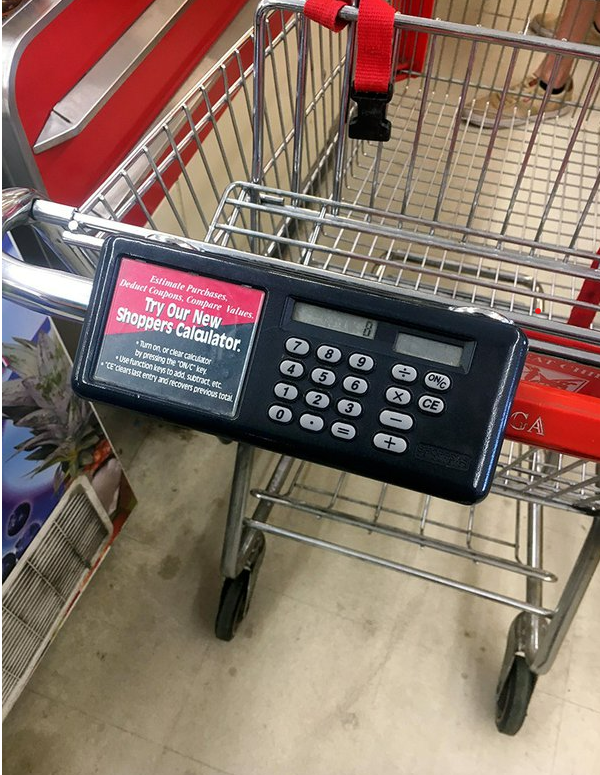 Estimate Purchases,
Deduct Coupons, Compare Values.
Try Our New
Shoppers Calculator.
• Turn on, or clear calculator
by pressing the "ON/C" key.
• Use function keys to add, subtract, etc.
• "CE" clears last entry and recovers previous total.
0
7 8 9 ÷ ON/C
4 5 6 × CE
1 2 3 −
0 . = +
GA